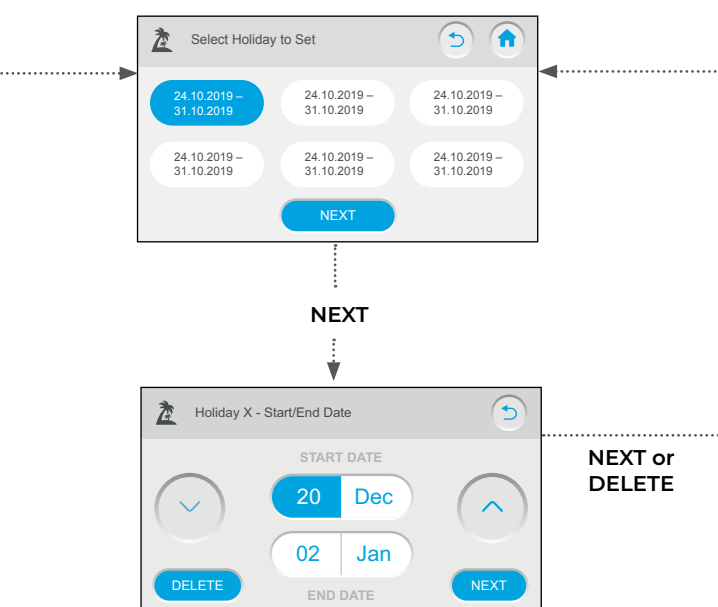 Select Holiday to Set
24.10.2019 –
31.10.2019
24.10.2019 –
31.10.2019
24.10.2019 –
31.10.2019
24.10.2019 –
31.10.2019
24.10.2019 –
31.10.2019
24.10.2019 –
31.10.2019
NEXT
NEXT
Holiday X - Start/End Date
START DATE
20 Dec
02 Jan
DELETE
END DATE
NEXT
NEXT or
DELETE